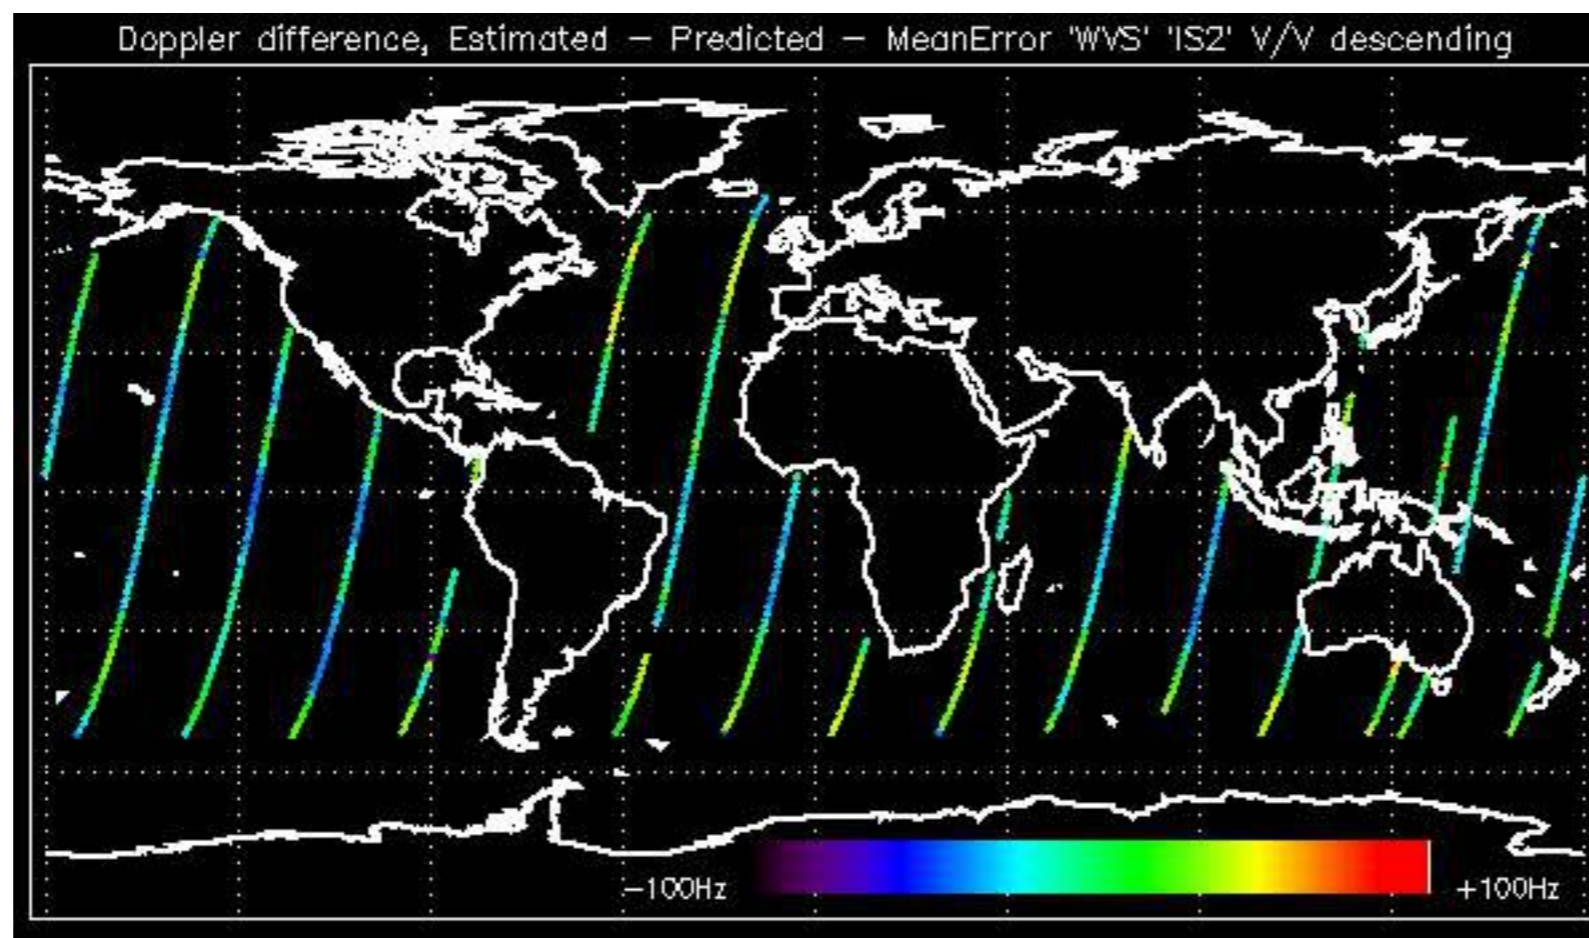 Doppler difference, Estimated − Predicted − MeanError 'WVS' 'IS2' V/V descending
−100Hz
+100Hz